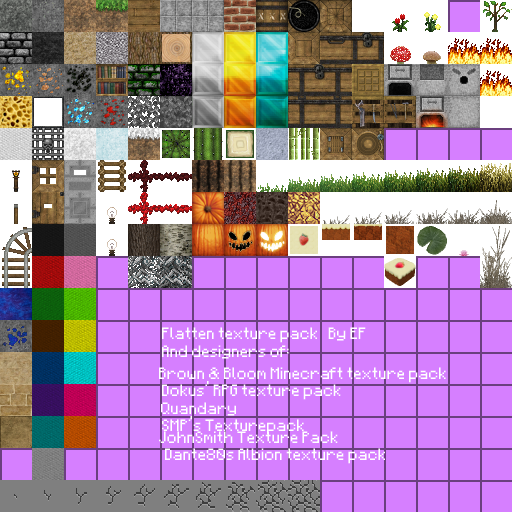 Flatten texture pack By EF
And designers of:
Brown & Bloom Minecraft texture pack
Dokus' RPG texture pack
Quandary
SMP's Texturepack
JohnSmith Texture Pack
Dante80s Albion texture pack